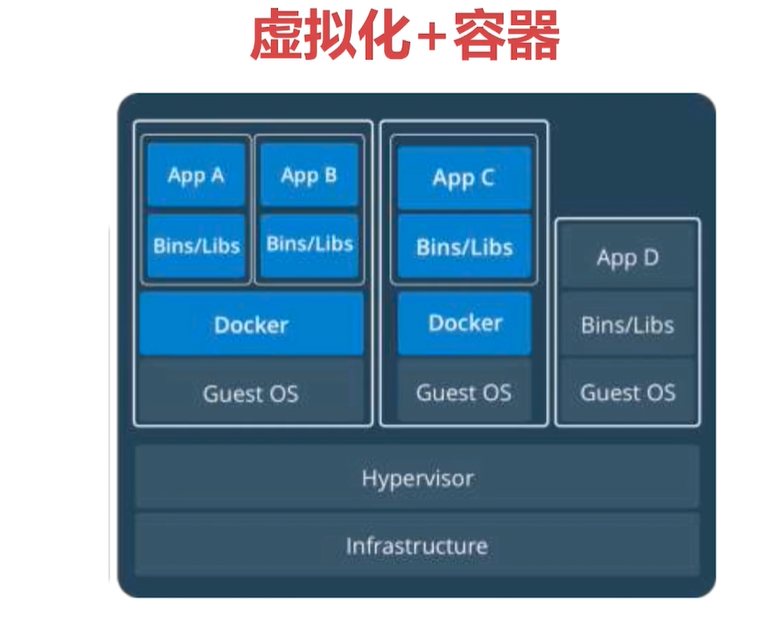 虚拟化+容器
App A
App B
App C
Bins/Libs
Bins/Libs
Bins/Libs
App D
Docker
Docker
Bins/Libs
Guest OS
Guest OS
Guest OS
Hypervisor
Infrastructure